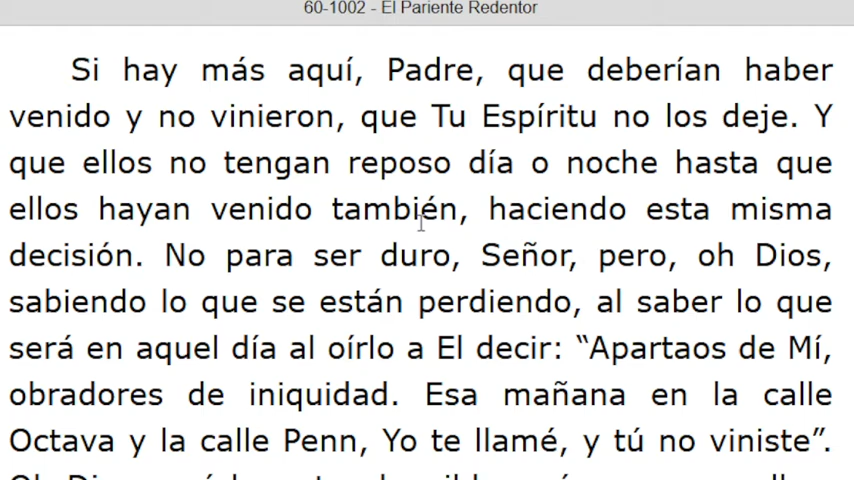 60-1002 - El Pariente Redentor
Si hay más aquí, Padre, que deberían haber
venido y no vinieron, que Tu Espíritu no los deje. Y
que ellos no tengan reposo día o noche hasta que
ellos hayan venido también, haciendo esta misma
decisión. No para ser duro, Señor, pero, oh Dios,
sabiendo lo que se están perdiendo, al saber lo que
será en aquel día al oírlo a El decir: “Apartaos de Mí,
obradores de iniquidad. Esa mañana en la calle
Octava y la calle Penn, Yo te llamé, y tú no viniste”.